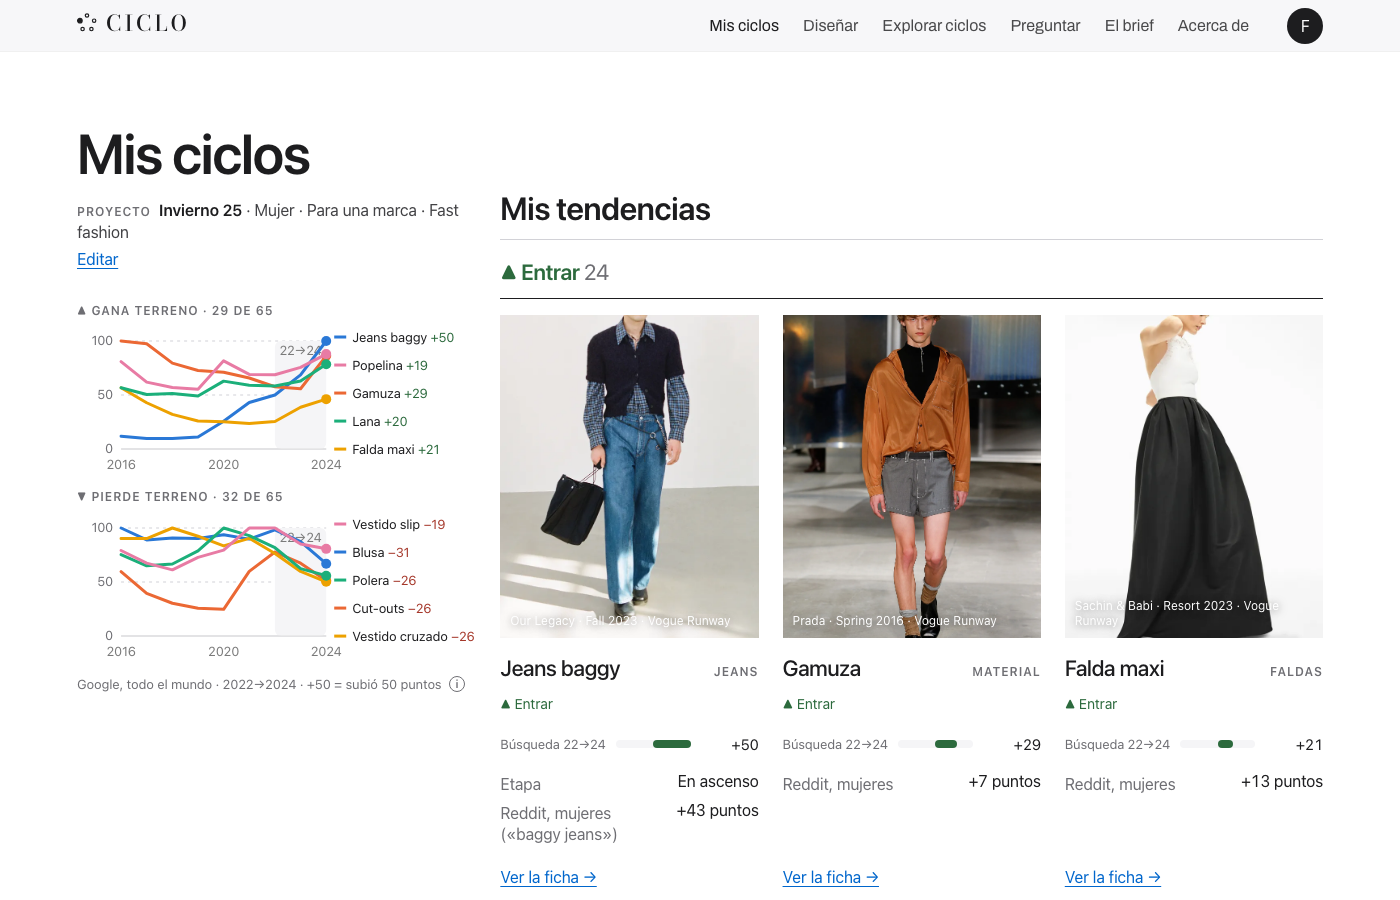 CICLO
Mis ciclos
Diseñar
Explorar ciclos
Preguntar
El brief
Acerca de
F
Mis ciclos
PROYECTO Invierno 25 · Mujer · Para una marca · Fast
fashion
Editar
▲ GANA TERRENO · 29 DE 65
100
50
0
2016
2020
2024
22→24
Jeans baggy +50
Popelina +19
Gamuza +29
Lana +20
Falda maxi +21
▼ PIERDE TERRENO · 32 DE 65
100
50
0
2016
2020
2024
22→24
Vestido slip −19
Blusa −31
Polera −26
Cut-outs −26
Vestido cruzado −26
Google, todo el mundo · 2022→2024 · +50 = subió 50 puntos i
Mis tendencias
▲ Entrar 24
Our Legacy · Fall 2023 · Vogue Runway
Jeans baggy
JEANS
▲ Entrar
Búsqueda 22→24
+50
Etapa
En ascenso
Reddit, mujeres
(«baggy jeans»)
+43 puntos
Ver la ficha →
Prada · Spring 2016 · Vogue Runway
Gamuza
MATERIAL
▲ Entrar
Búsqueda 22→24
+29
Reddit, mujeres
+7 puntos
Ver la ficha →
Sachin & Babi · Resort 2023 · Vogue
Runway
Falda maxi
FALDAS
▲ Entrar
Búsqueda 22→24
+21
Reddit, mujeres
+13 puntos
Ver la ficha →